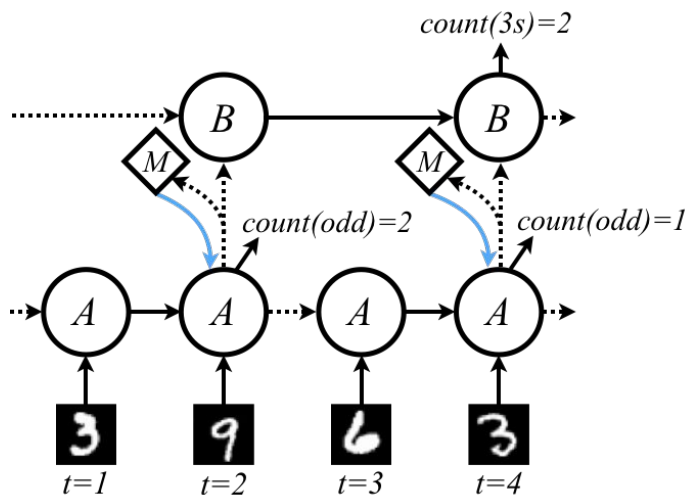 count(3s)=2
B
B
M
M
count(odd)=2
count(odd)=1
A
A
A
A
3
9
6
3
t=1
t=2
t=3
t=4